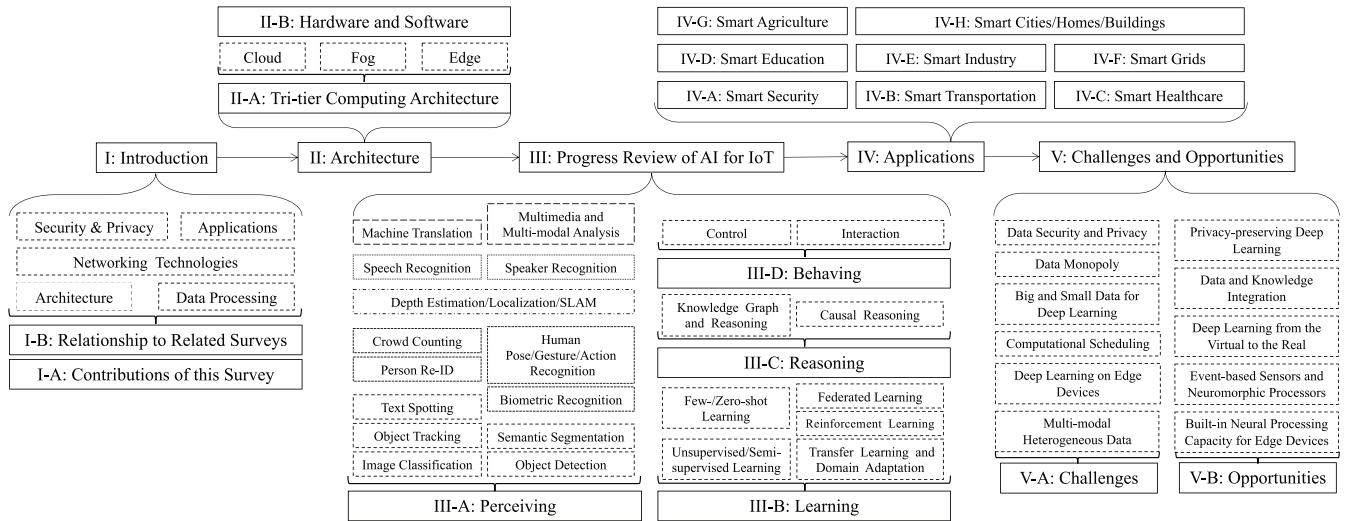 II-B: Hardware and Software
Cloud
Fog
Edge
II-A: Tri-tier Computing Architecture
IV-G: Smart Agriculture
IV-H: Smart Cities/Homes/Buildings
IV-D: Smart Education
IV-E: Smart Industry
IV-F: Smart Grids
IV-A: Smart Security
IV-B: Smart Transportation
IV-C: Smart Healthcare
I: Introduction
II: Architecture
III: Progress Review of AI for IoT
IV: Applications
V: Challenges and Opportunities
Security & Privacy
Applications
Networking Technologies
Architecture
Data Processing
I-B: Relationship to Related Surveys
I-A: Contributions of this Survey
Machine Translation
Multimedia and
Multi-modal Analysis
Speech Recognition
Speaker Recognition
Depth Estimation/Localization/SLAM
Crowd Counting
Person Re-ID
Human
Pose/Gesture/Action
Recognition
Biometric Recognition
Text Spotting
Object Tracking
Semantic Segmentation
Image Classification
Object Detection
III-A: Perceiving
Control
Interaction
III-D: Behaving
Knowledge Graph
and Reasoning
Causal Reasoning
III-C: Reasoning
Few-/Zero-shot
Learning
Federated Learning
Reinforcement Learning
Unsupervised/Semi-
supervised Learning
Transfer Learning and
Domain Adaptation
III-B: Learning
Data Security and Privacy
Data Monopoly
Big and Small Data for
Deep Learning
Computational Scheduling
Deep Learning on Edge
Devices
Multi-modal
Heterogeneous Data
V-A: Challenges
Privacy-preserving Deep
Learning
Data and Knowledge
Integration
Deep Learning from the
Virtual to the Real
Event-based Sensors and
Neuromorphic Processors
Built-in Neural Processing
Capacity for Edge Devices
V-B: Opportunities